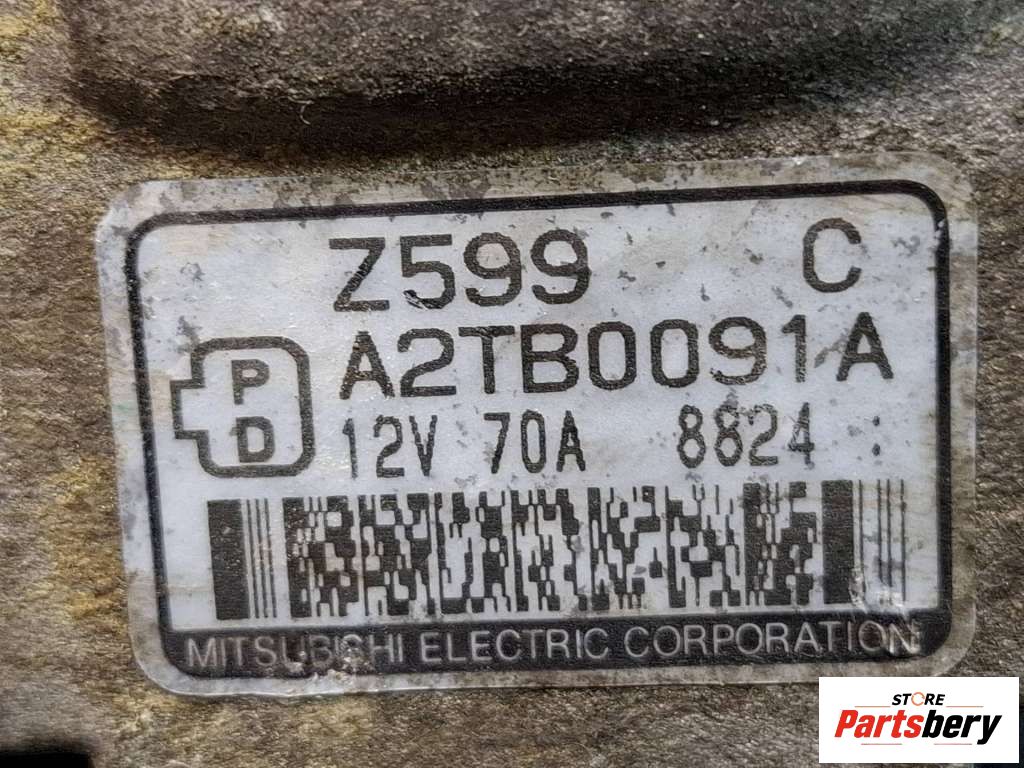 Z599 C
A2TB0091A
P
D
12V 70A 8824 :
MITSUBISHI ELECTRIC CORPORATION
STORE
Partsbery